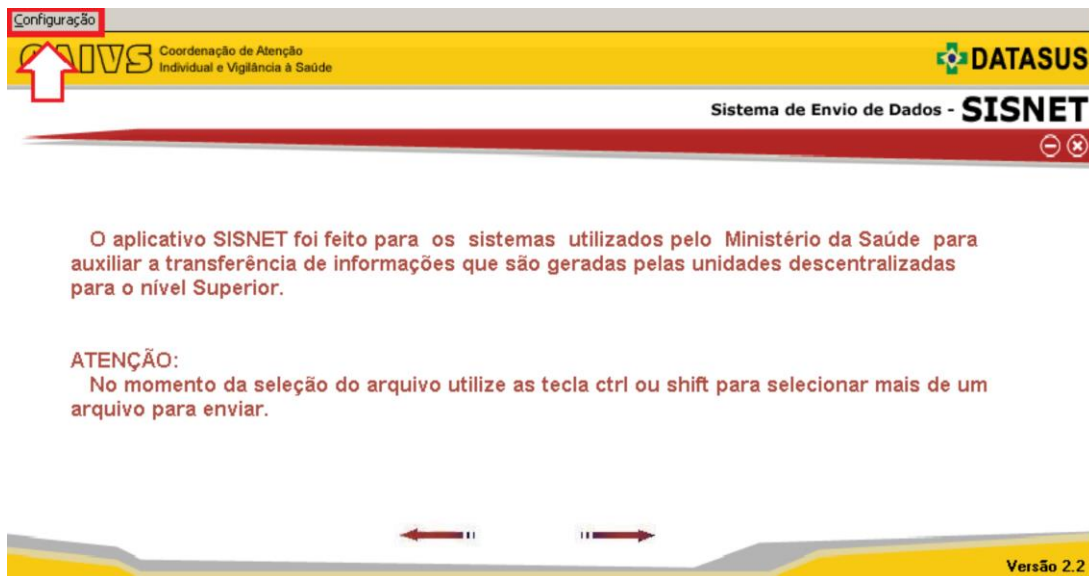 Configuração
CAIVS Coordenação de Atenção
Individual e Vigilância à Saúde
DATASUS
Sistema de Envio de Dados - SISNET
O aplicativo SISNET foi feito para os sistemas utilizados pelo Ministério da Saúde para
auxiliar a transferência de informações que são geradas pelas unidades descentralizadas
para o nível Superior.
ATENÇÃO:
No momento da seleção do arquivo utilize as tecla ctrl ou shift para selecionar mais de um
arquivo para enviar.
Versão 2.2